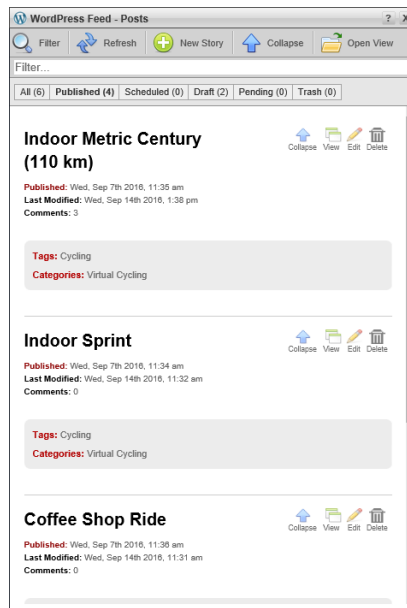 WordPress Feed - Posts ? X
Filter Refresh New Story Collapse Open View
Filter...
All (6) Published (4) Scheduled (0) Draft (2) Pending (0) Trash (0)
Indoor Metric Century
(110 km)
Collapse View Edit Delete
Published: Wed, Sep 7th 2016, 11:35 am
Last Modified: Wed, Sep 14th 2016, 1:38 pm
Comments: 3
Tags: Cycling
Categories: Virtual Cycling
Indoor Sprint
Collapse View Edit Delete
Published: Wed, Sep 7th 2016, 11:34 am
Last Modified: Wed, Sep 14th 2016, 11:32 am
Comments: 0
Tags: Cycling
Categories: Virtual Cycling
Coffee Shop Ride
Collapse View Edit Delete
Published: Wed, Sep 7th 2016, 11:36 am
Last Modified: Wed, Sep 14th 2016, 11:31 am
Comments: 0